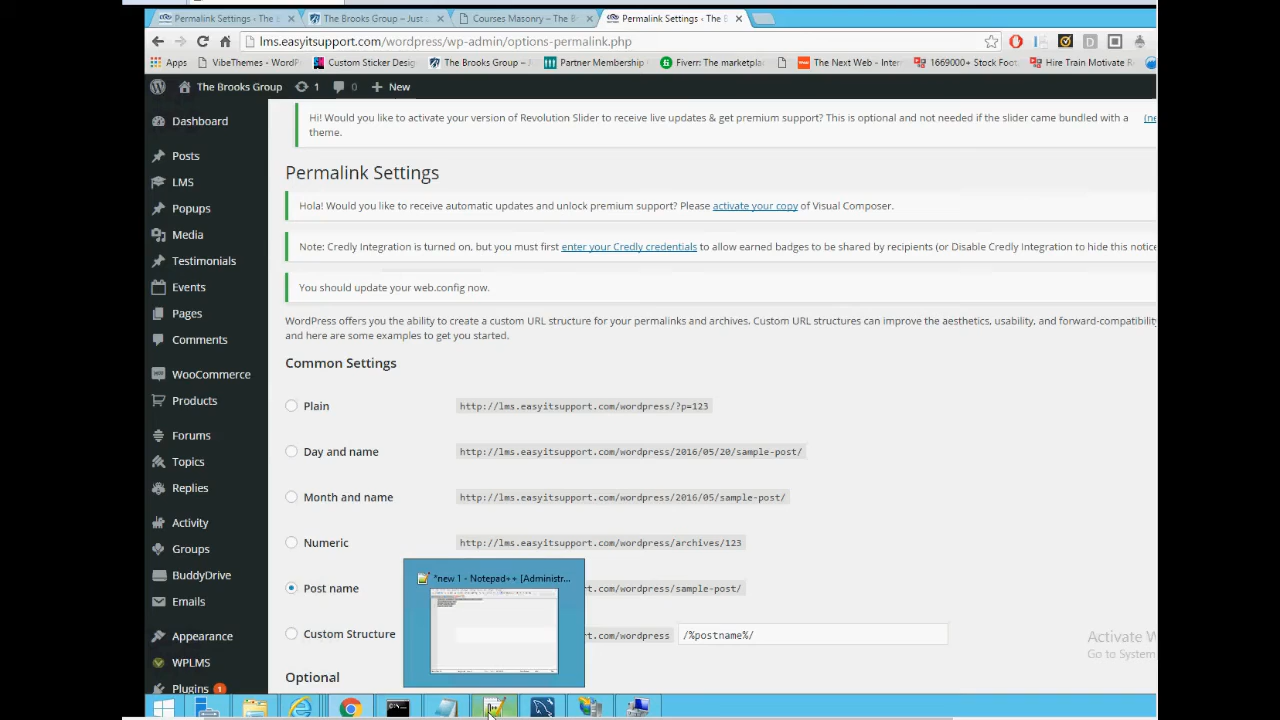 Permalink Settings ‹ The B
The Brooks Group – Just
Courses Masonry – The B
Permalink Settings ‹ The B
lms.easyitsupport.com/wordpress/wp-admin/options-permalink.php
Apps
VibeThemes - WordP
Custom Sticker Desig
The Brooks Group –
Partner Membership
Fiverr: The marketplac
The Next Web - Inter
1669000+ Stock Foot
Hire Train Motivate R
The Brooks Group
1
0
+ New
Hi! Would you like to activate your version of Revolution Slider to receive live updates & get premium support? This is optional and not needed if the slider came bundled with a
theme.
Dashboard
Posts
LMS
Popups
Media
Testimonials
Events
Pages
Comments
WooCommerce
Products
Forums
Topics
Replies
Activity
Groups
BuddyDrive
Emails
Appearance
WPLMS
Plugins 1
Permalink Settings
Hola! Would you like to receive automatic updates and unlock premium support? Please activate your copy of Visual Composer.
Note: Credly Integration is turned on, but you must first enter your Credly credentials to allow earned badges to be shared by recipients (or Disable Credly Integration to hide this notice
You should update your web.config now.
WordPress offers you the ability to create a custom URL structure for your permalinks and archives. Custom URL structures can improve the aesthetics, usability, and forward-compatibility
and here are some examples to get you started.
Common Settings
Plain http://lms.easyitsupport.com/wordpress/?p=123
Day and name http://lms.easyitsupport.com/wordpress/2016/05/20/sample-post/
Month and name http://lms.easyitsupport.com/wordpress/2016/05/sample-post/
Numeric http://lms.easyitsupport.com/wordpress/archives/123
*new 1 - Notepad++ [Administr...
Post name support.com/wordpress/sample-post/
Custom Structure rt.com/wordpress /%postname%/
Optional
Activate W
Go to System